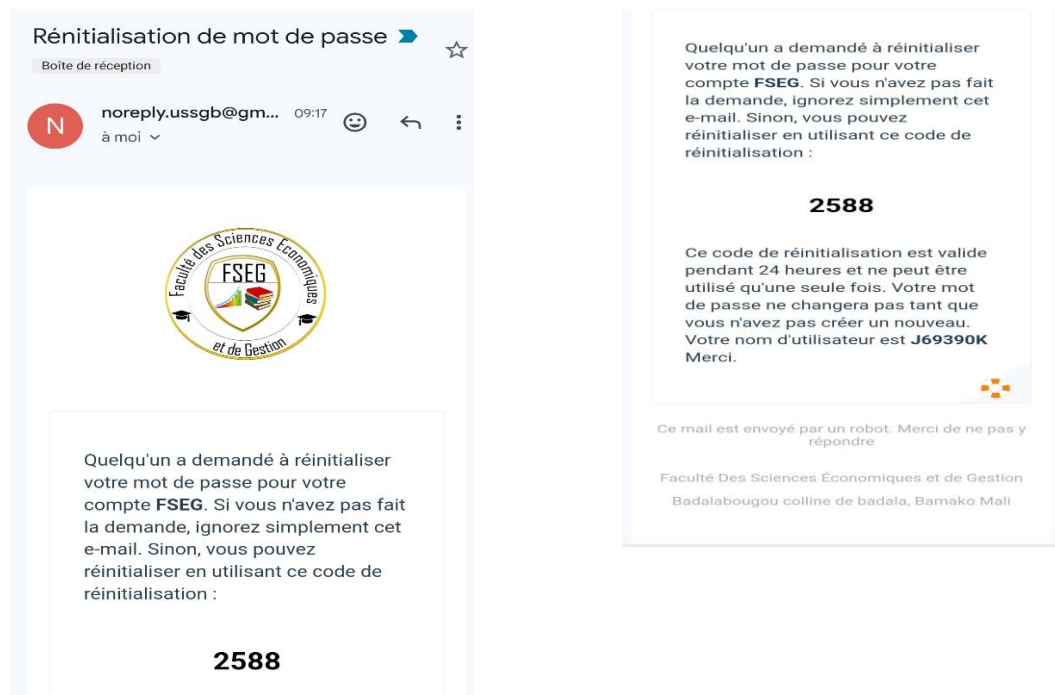 Rénitialisation de mot de passe
Boîte de réception
N
noreply.ussgb@gm... 09:17
à moi
Faculté des Sciences Economiques
FSEG
et de Gestion
Quelqu'un a demandé à réinitialiser
votre mot de passe pour votre
compte FSEG. Si vous n'avez pas fait
la demande, ignorez simplement cet
e-mail. Sinon, vous pouvez
réinitialiser en utilisant ce code de
réinitialisation :
2588
Quelqu'un a demandé à réinitialiser
votre mot de passe pour votre
compte FSEG. Si vous n'avez pas fait
la demande, ignorez simplement cet
e-mail. Sinon, vous pouvez
réinitialiser en utilisant ce code de
réinitialisation :
2588
Ce code de réinitialisation est valide
pendant 24 heures et ne peut être
utilisé qu'une seule fois. Votre mot
de passe ne changera pas tant que
vous n'avez pas créer un nouveau.
Votre nom d'utilisateur est J69390K
Merci.
Ce mail est envoyé par un robot. Merci de ne pas y
répondre
Faculté Des Sciences Économiques et de Gestion
Badalabougou colline de badala, Bamako Mali